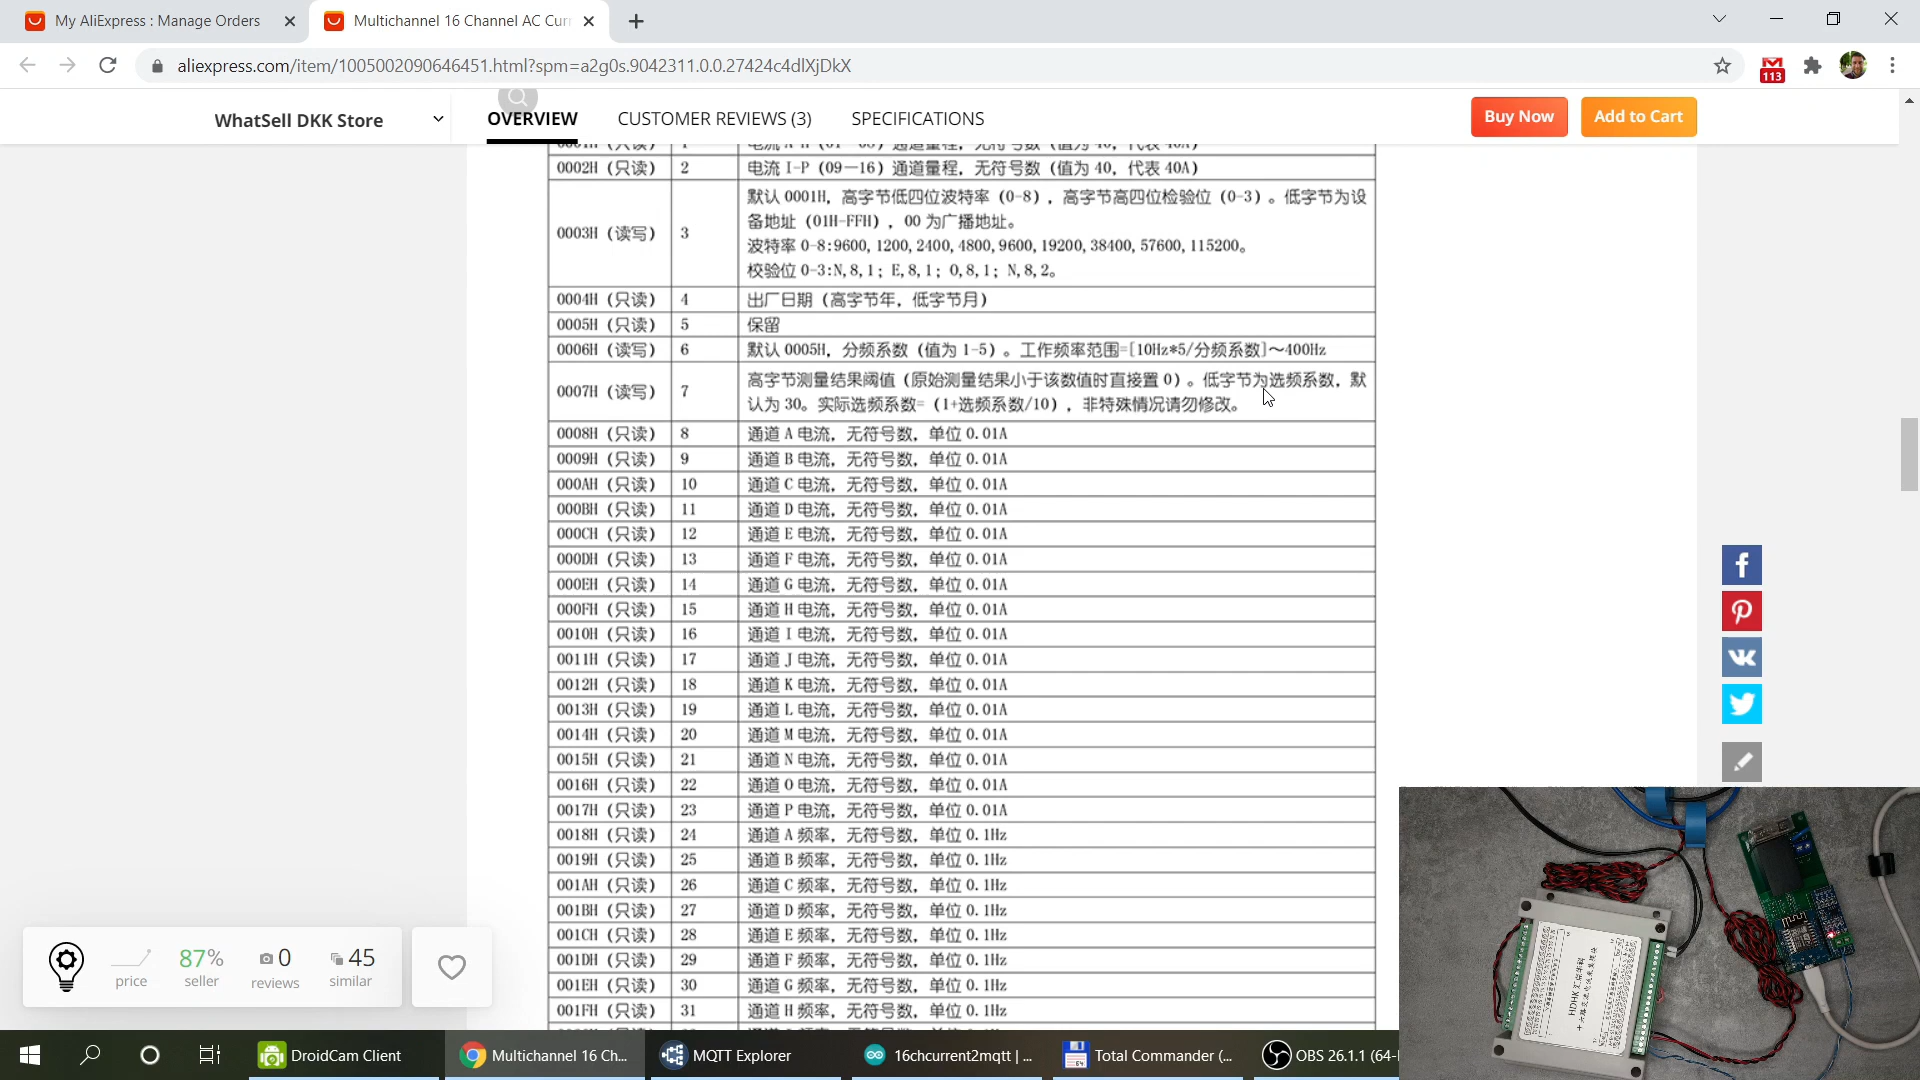 My AliExpress : Manage Orders
Multichannel 16 Channel AC Curr
aliexpress.com/item/1005002090646451.html?spm=a2g0s.9042311.0.0.27424c4dlXjDkX
113
WhatSell DKK Store
OVERVIEW
CUSTOMER REVIEWS (3)
SPECIFICATIONS
Buy Now
Add to Cart
0002H (只读) 2 电流 I-P (09—16) 通道量程，无符号数 (值为 40，代表 40A)
0003H (读写) 3 默认 0001H，高字节低四位波特率 (0-8)，高字节高四位检验位 (0-3)。低字节为设
备地址 (01H-FFH)，00 为广播地址。
波特率 0-8:9600,1200,2400,4800,9600,19200,38400,57600,115200。
校验位 0-3:N,8,1; E,8,1; O,8,1; N,8,2。
0004H (只读) 4 出厂日期 (高字节年，低字节月)
0005H (只读) 5 保留
0006H (读写) 6 默认 0005H，分频系数 (值为 1-5)。工作频率范围=[10Hz*5/分频系数]～400Hz
0007H (读写) 7 高字节测量结果阈值 (原始测量结果小于该数值时直接置 0)。低字节为选频系数，默
认为 30。实际选频系数= (1+选频系数/10)，非特殊情况请勿修改。
0008H (只读) 8 通道 A 电流，无符号数，单位 0.01A
0009H (只读) 9 通道 B 电流，无符号数，单位 0.01A
000AH (只读) 10 通道 C 电流，无符号数，单位 0.01A
000BH (只读) 11 通道 D 电流，无符号数，单位 0.01A
000CH (只读) 12 通道 E 电流，无符号数，单位 0.01A
000DH (只读) 13 通道 F 电流，无符号数，单位 0.01A
000EH (只读) 14 通道 G 电流，无符号数，单位 0.01A
000FH (只读) 15 通道 H 电流，无符号数，单位 0.01A
0010H (只读) 16 通道 I 电流，无符号数，单位 0.01A
0011H (只读) 17 通道 J 电流，无符号数，单位 0.01A
0012H (只读) 18 通道 K 电流，无符号数，单位 0.01A
0013H (只读) 19 通道 L 电流，无符号数，单位 0.01A
0014H (只读) 20 通道 M 电流，无符号数，单位 0.01A
0015H (只读) 21 通道 N 电流，无符号数，单位 0.01A
0016H (只读) 22 通道 O 电流，无符号数，单位 0.01A
0017H (只读) 23 通道 P 电流，无符号数，单位 0.01A
0018H (只读) 24 通道 A 频率，无符号数，单位 0.1Hz
0019H (只读) 25 通道 B 频率，无符号数，单位 0.1Hz
001AH (只读) 26 通道 C 频率，无符号数，单位 0.1Hz
001BH (只读) 27 通道 D 频率，无符号数，单位 0.1Hz
001CH (只读) 28 通道 E 频率，无符号数，单位 0.1Hz
001DH (只读) 29 通道 F 频率，无符号数，单位 0.1Hz
001EH (只读) 30 通道 G 频率，无符号数，单位 0.1Hz
001FH (只读) 31 通道 H 频率，无符号数，单位 0.1Hz
price
87%
seller
0
reviews
45
similar
HDHK
DroidCam Client
Multichannel 16 Ch...
MQTT Explorer
16chcurrent2mqtt | ...
Total Commander (...
OBS 26.1.1 (64-